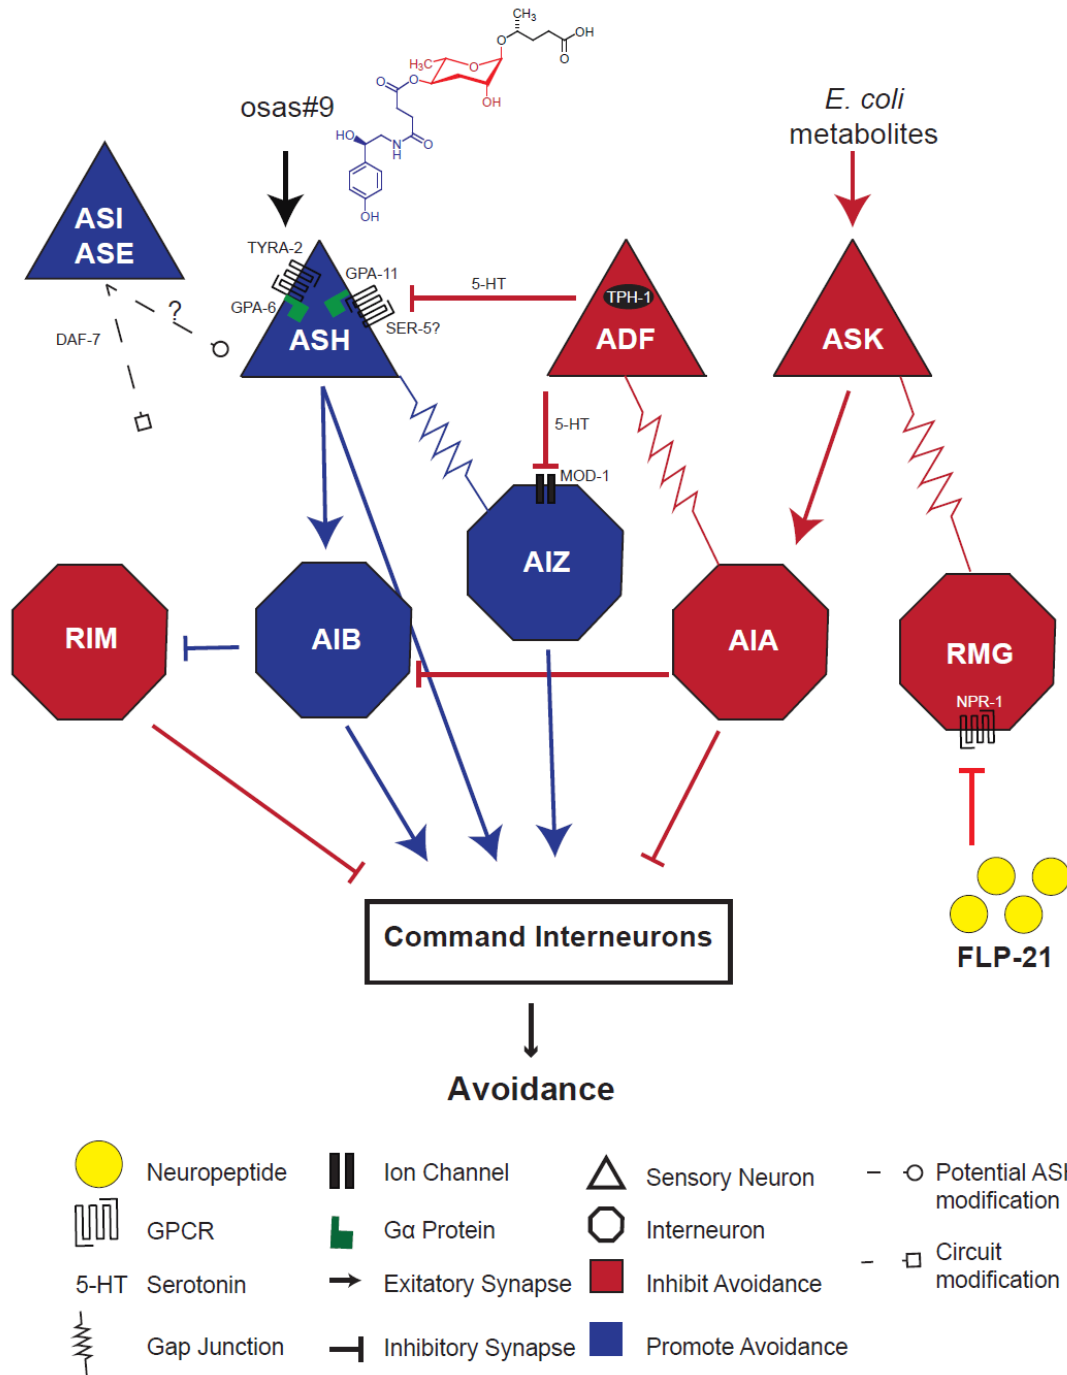 CH₃
OH
O
O
H₃C
O
O
O
O
OH
HO
N
H
O
OH
osas#9
E. coli
metabolites
ASI
ASE
TYRA-2
GPA-11
GPA-6
SER-5?
ASH
5-HT
TPH-1
ADF
ASK
?
DAF-7
5-HT
MOD-1
AIZ
RIM
AIB
AIA
RMG
NPR-1
Command Interneurons
FLP-21
Avoidance
Neuropeptide
Ion Channel
Sensory Neuron
Potential ASH
modification
GPCR
Gα Protein
Interneuron
5-HT
Serotonin
Exitatory Synapse
Inhibit Avoidance
Circuit
modification
Gap Junction
Inhibitory Synapse
Promote Avoidance